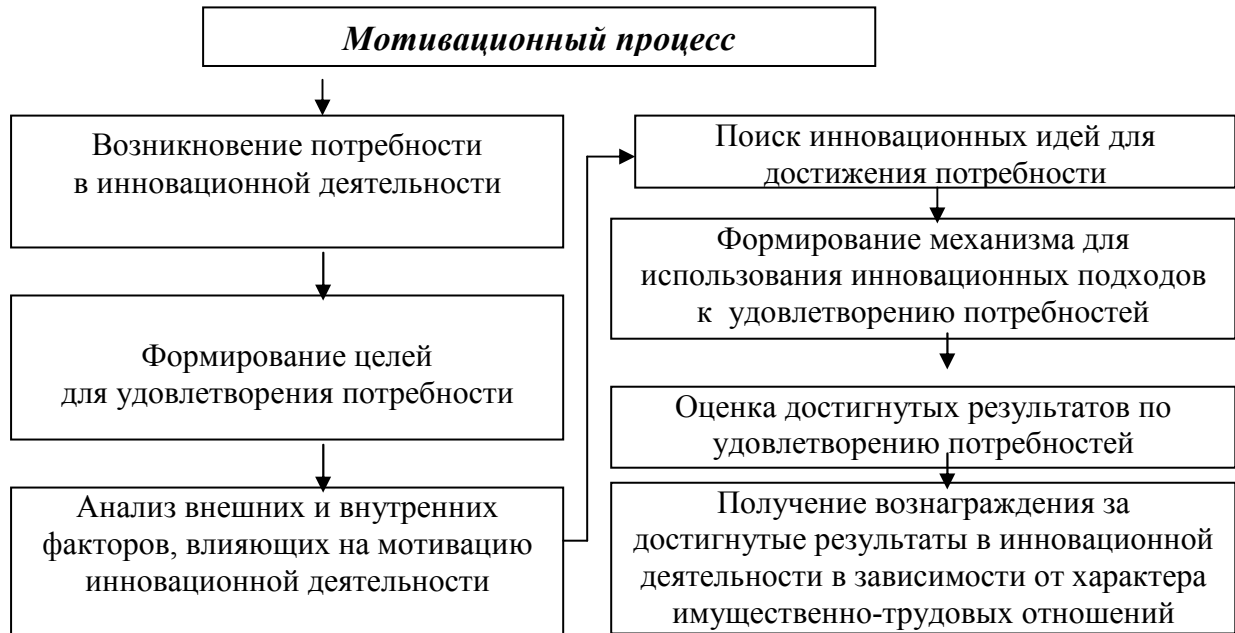 Мотивационный процесс
Возникновение потребности
в инновационной деятельности
Формирование целей
для удовлетворения потребности
Анализ внешних и внутренних
факторов, влияющих на мотивацию
инновационной деятельности
Поиск инновационных идей для
достижения потребности
Формирование механизма для
использования инновационных подходов
к удовлетворению потребностей
Оценка достигнутых результатов по
удовлетворению потребностей
Получение вознаграждения за
достигнутые результаты в инновационной
деятельности в зависимости от характера
имущественно-трудовых отношений